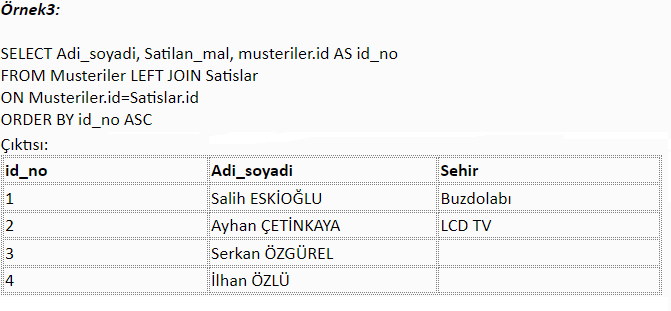 Örnek3:
SELECT Adi_soyadi, Satilan_mal, musteriler.id AS id_no
FROM Musteriler LEFT JOIN Satislar
ON Musteriler.id=Satislar.id
ORDER BY id_no ASC
Çıktısı:
id_no Adi_soyadi Sehir
1 Salih ESKİOĞLU Buzdolabı
2 Ayhan ÇETİNKAYA LCD TV
3 Serkan ÖZGÜREL
4 İlhan ÖZLÜ